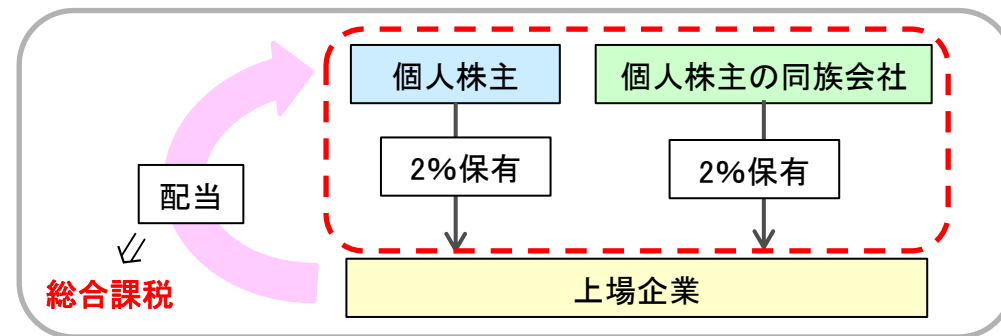 個人株主
個人株主の同族会社
2%保有
2%保有
配当
総合課税
上場企業